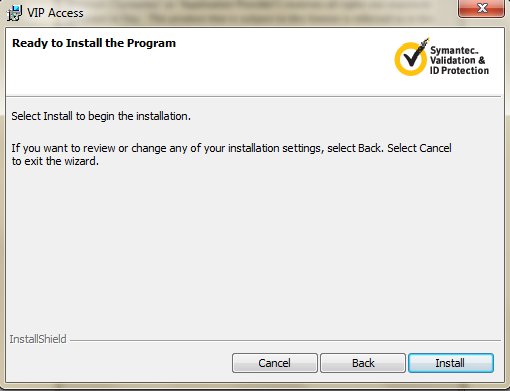 VIP Access
Ready to Install the Program
Symantec™
Validation &
ID Protection
Select Install to begin the installation.
If you want to review or change any of your installation settings, select Back. Select Cancel
to exit the wizard.
InstallShield
Cancel
Back
Install